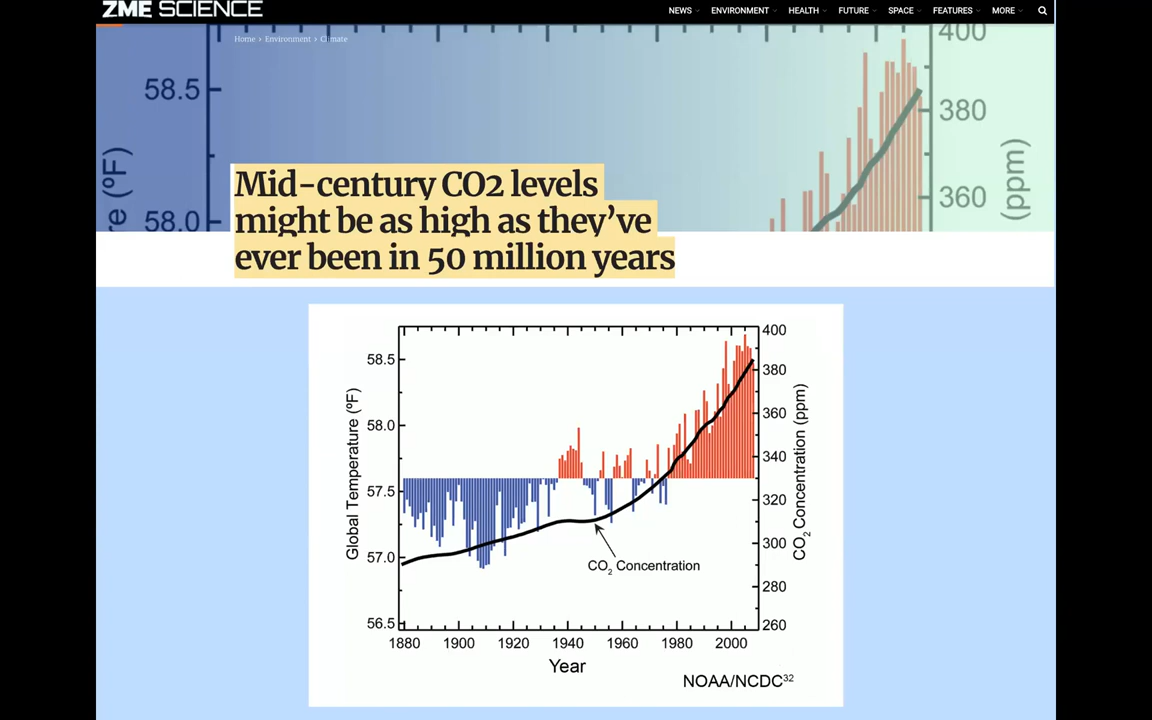 ZME SCIENCE
NEWS ENVIRONMENT HEALTH FUTURE SPACE FEATURES MORE
Home > Environment > Climate
400
58.5
380
re (ºF)
(ppm)
360
58.0
Mid-century CO2 levels
might be as high as they've
ever been in 50 million years
400
58.5
380
360
58.0
340
Global Temperature (ºF)
CO2 Concentration (ppm)
57.5
320
300
57.0
CO2 Concentration
280
56.5
260
1880 1900 1920 1940 1960 1980 2000
Year
NOAA/NCDC32